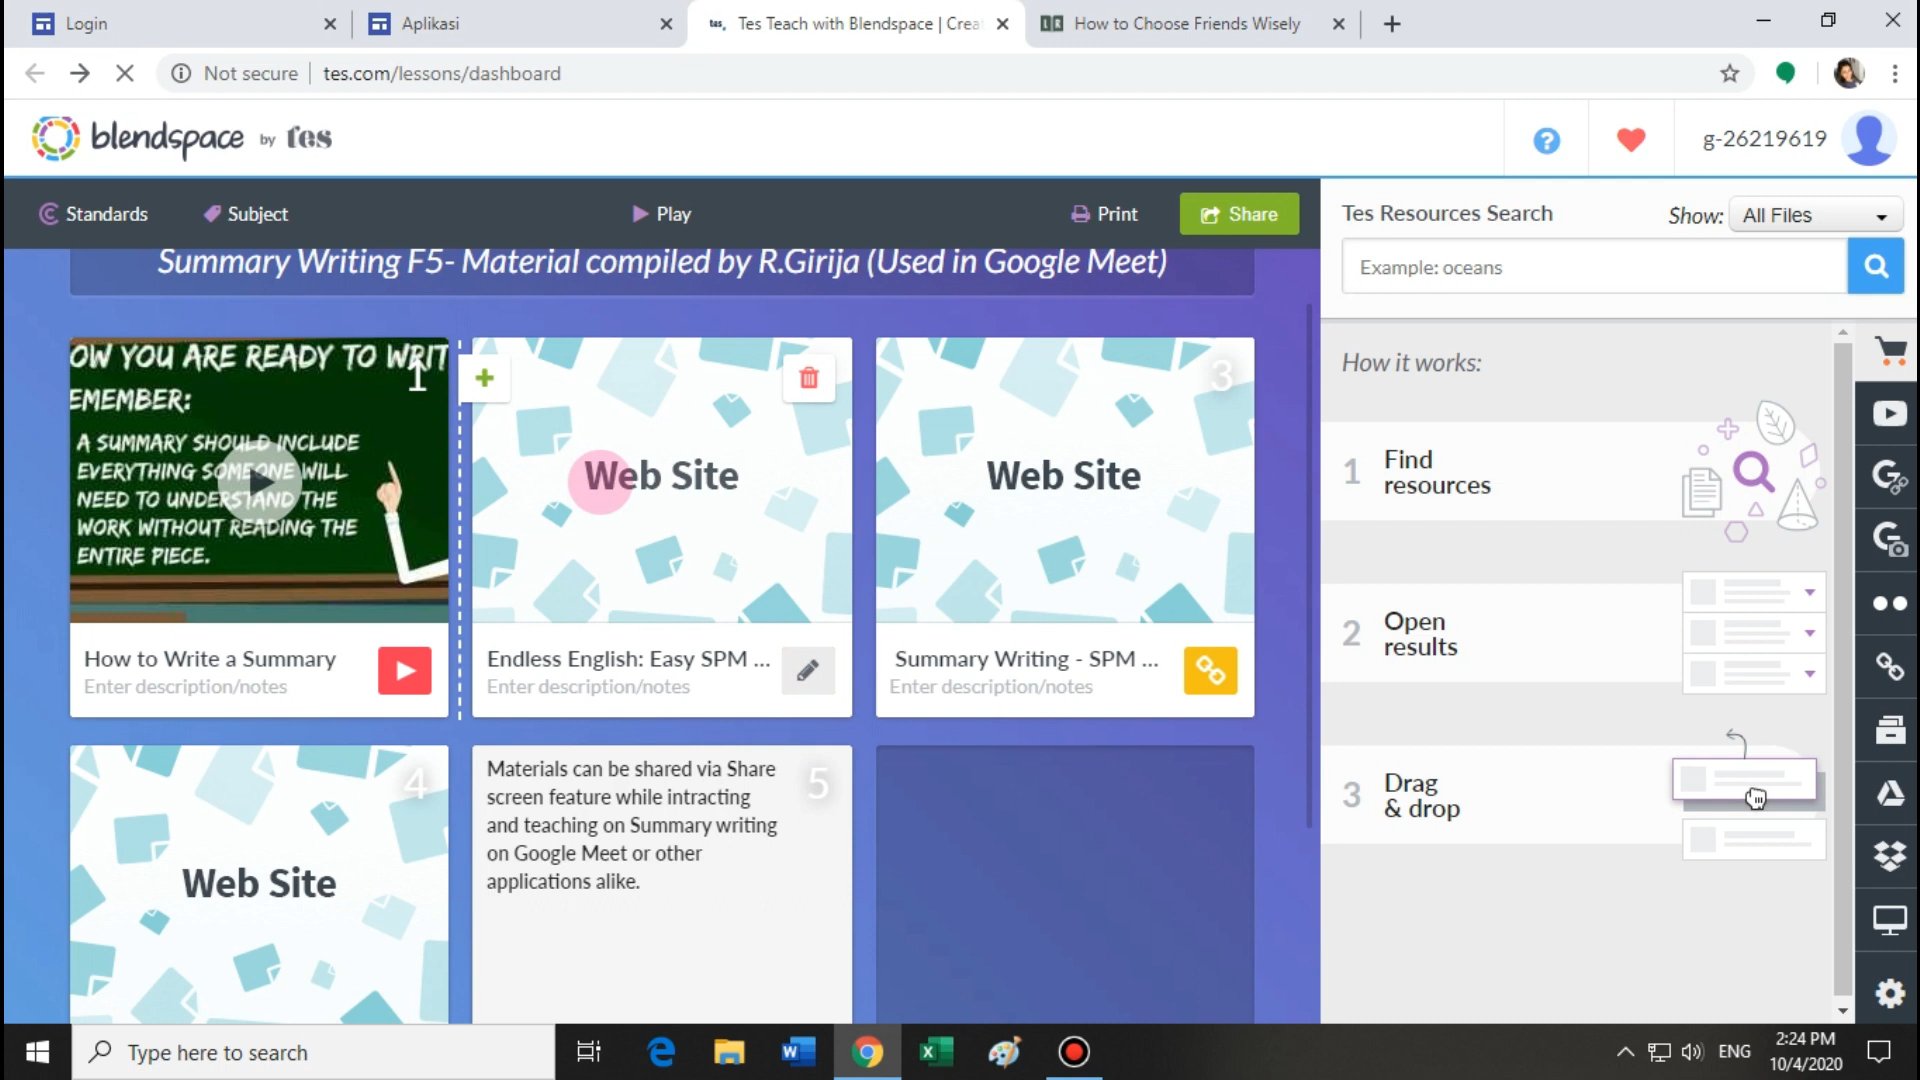 Login
Aplikasi
tes, Tes Teach with Blendspace | Crea
LR How to Choose Friends Wisely
Not secure | tes.com/lessons/dashboard
blendspace by tes
g-26219619
Standards
Subject
Play
Print
Share
Tes Resources Search
Show: All Files
Example: oceans
Summary Writing F5- Material compiled by R.Girija (Used in Google Meet)
OW YOU ARE READY TO WRIT
EMEMBER:
A SUMMARY SHOULD INCLUDE
EVERYTHING SOMEONE WILL
NEED TO UNDERSTAND THE
WORK WITHOUT READING THE
ENTIRE PIECE.
1
How to Write a Summary
Enter description/notes
Web Site
Endless English: Easy SPM ...
Enter description/notes
3
Web Site
Summary Writing - SPM ...
Enter description/notes
4
Web Site
5
Materials can be shared via Share
screen feature while intracting
and teaching on Summary writing
on Google Meet or other
applications alike.
How it works:
1 Find
resources
2 Open
results
3 Drag
& drop
Type here to search
ENG
2:24 PM
10/4/2020